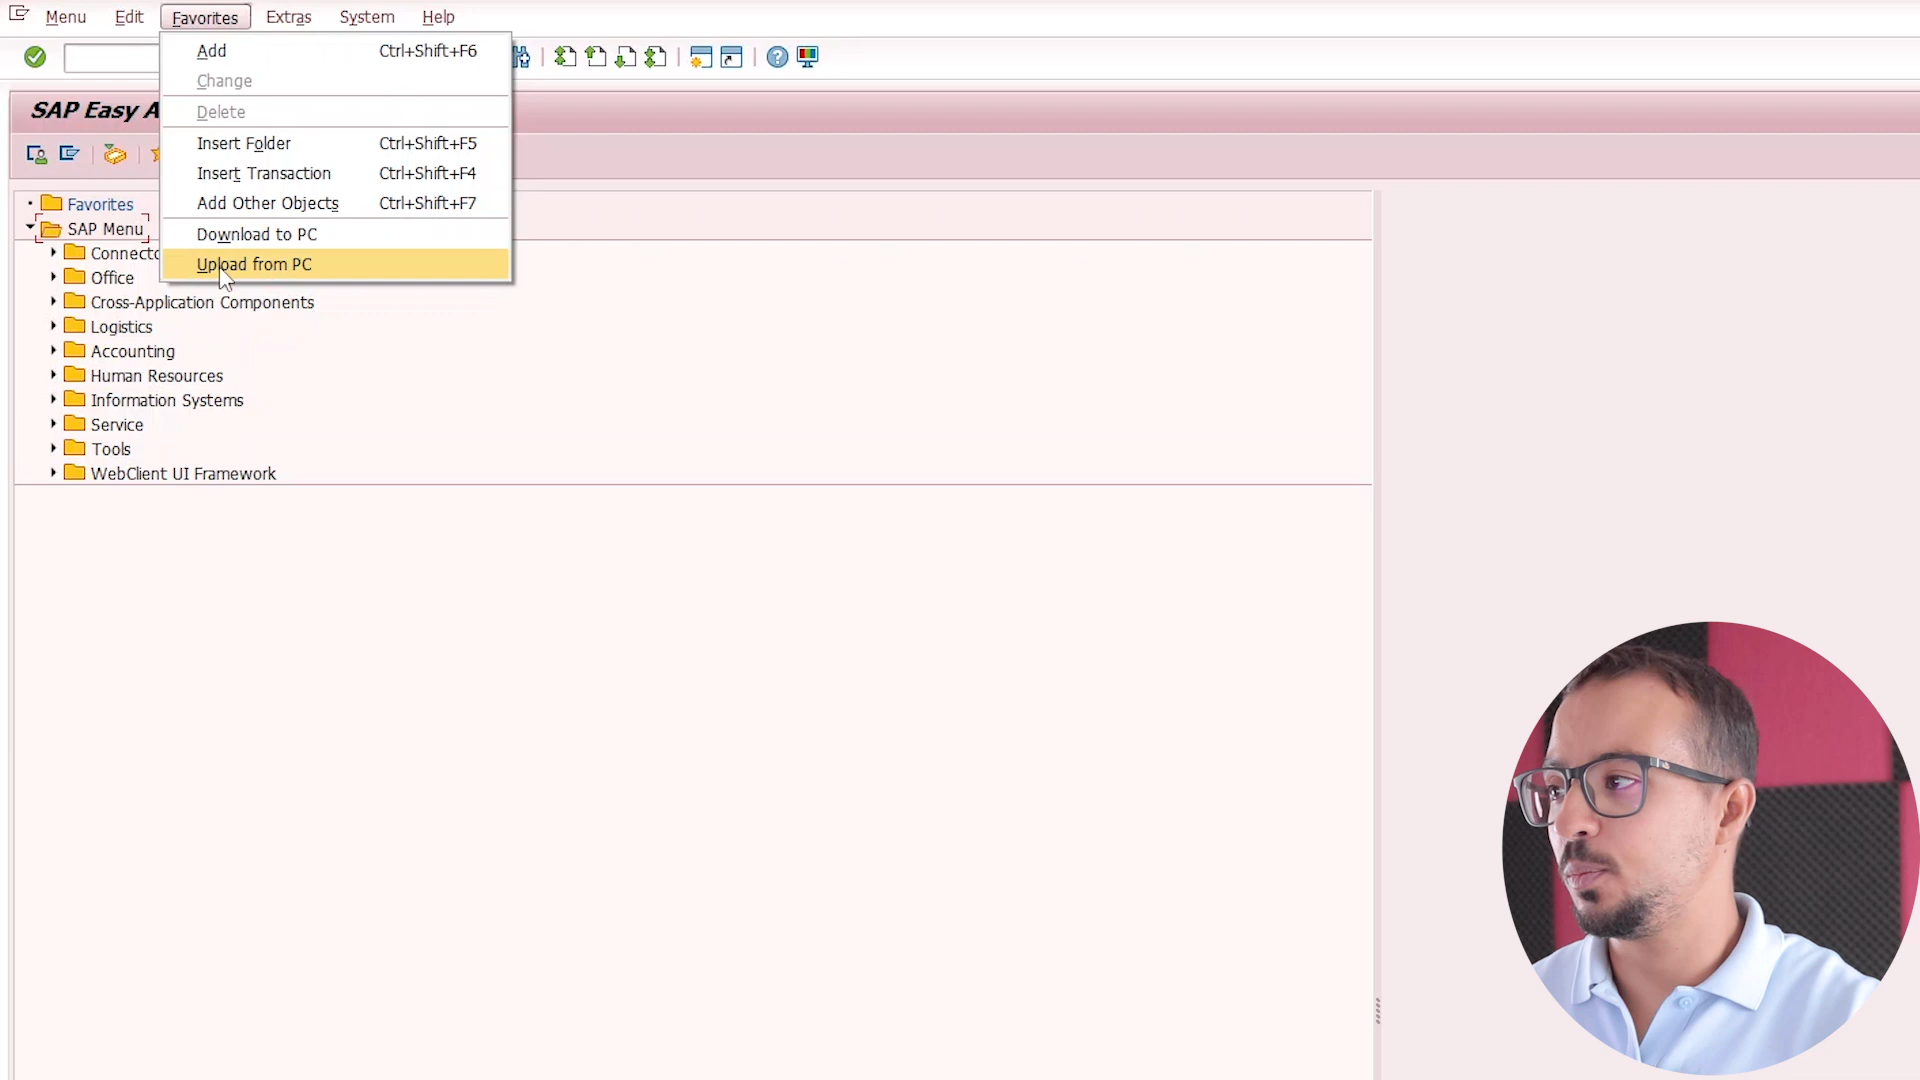 Menu Edit Favorites Extras System Help
Add Ctrl+Shift+F6
Change
Delete
Insert Folder Ctrl+Shift+F5
Insert Transaction Ctrl+Shift+F4
Add Other Objects Ctrl+Shift+F7
Download to PC
Upload from PC
SAP Easy A
Favorites
SAP Menu
Connecto
Office
Cross-Application Components
Logistics
Accounting
Human Resources
Information Systems
Service
Tools
WebClient UI Framework